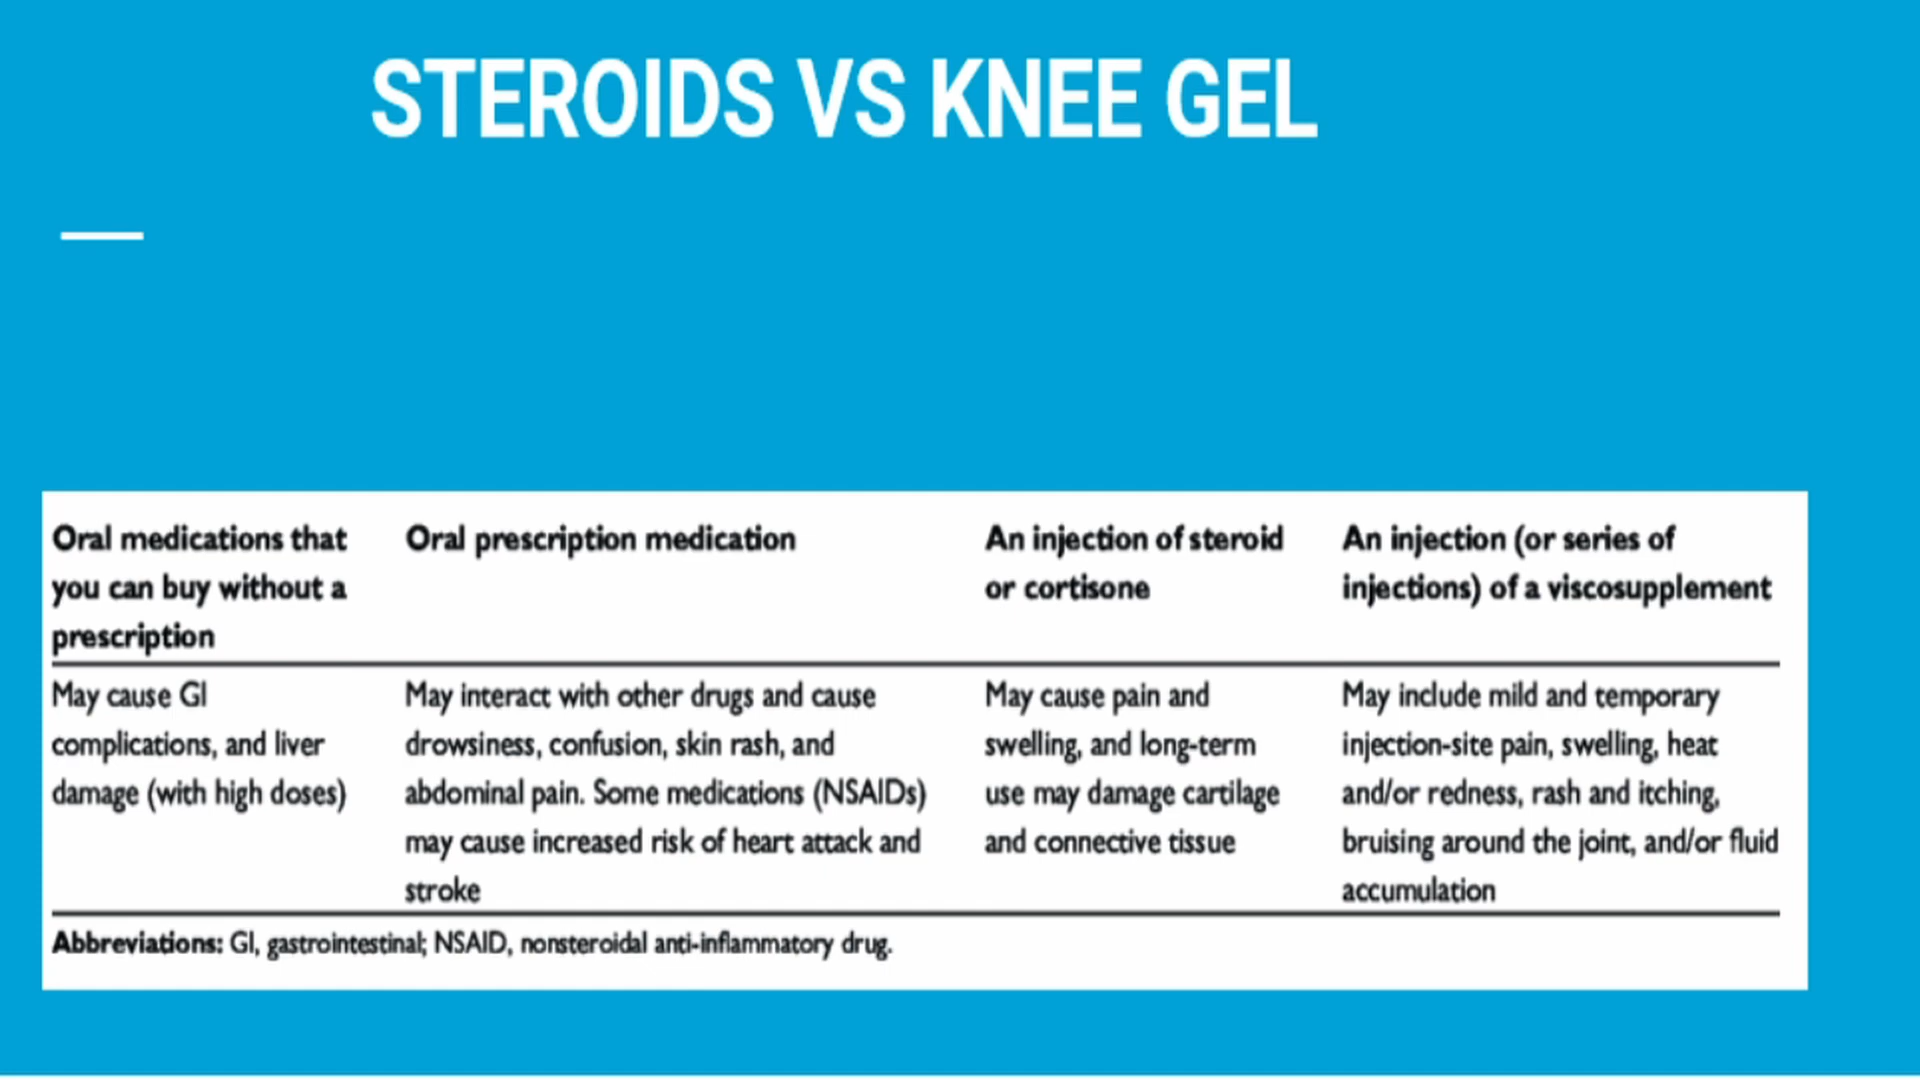 STEROIDS VS KNEE GEL
Oral medications that
you can buy without a
prescription
Oral prescription medication
An injection of steroid
or cortisone
An injection (or series of
injections) of a viscosupplement
May cause GI
complications, and liver
damage (with high doses)
May interact with other drugs and cause
drowsiness, confusion, skin rash, and
abdominal pain. Some medications (NSAIDs)
may cause increased risk of heart attack and
stroke
May cause pain and
swelling, and long-term
use may damage cartilage
and connective tissue
May include mild and temporary
injection-site pain, swelling, heat
and/or redness, rash and itching,
bruising around the joint, and/or fluid
accumulation
Abbreviations: GI, gastrointestinal; NSAID, nonsteroidal anti-inflammatory drug.